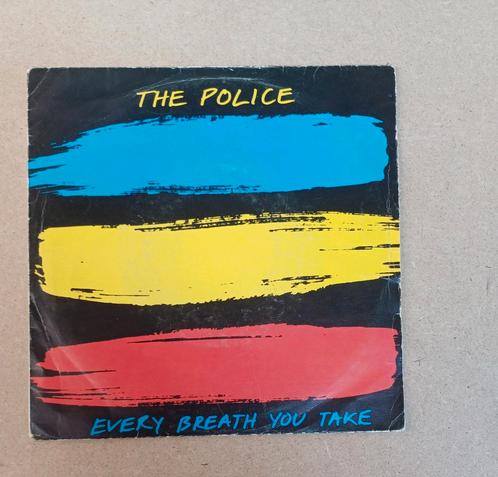 THE POLICE
EVERY BREATH YOU TAKE